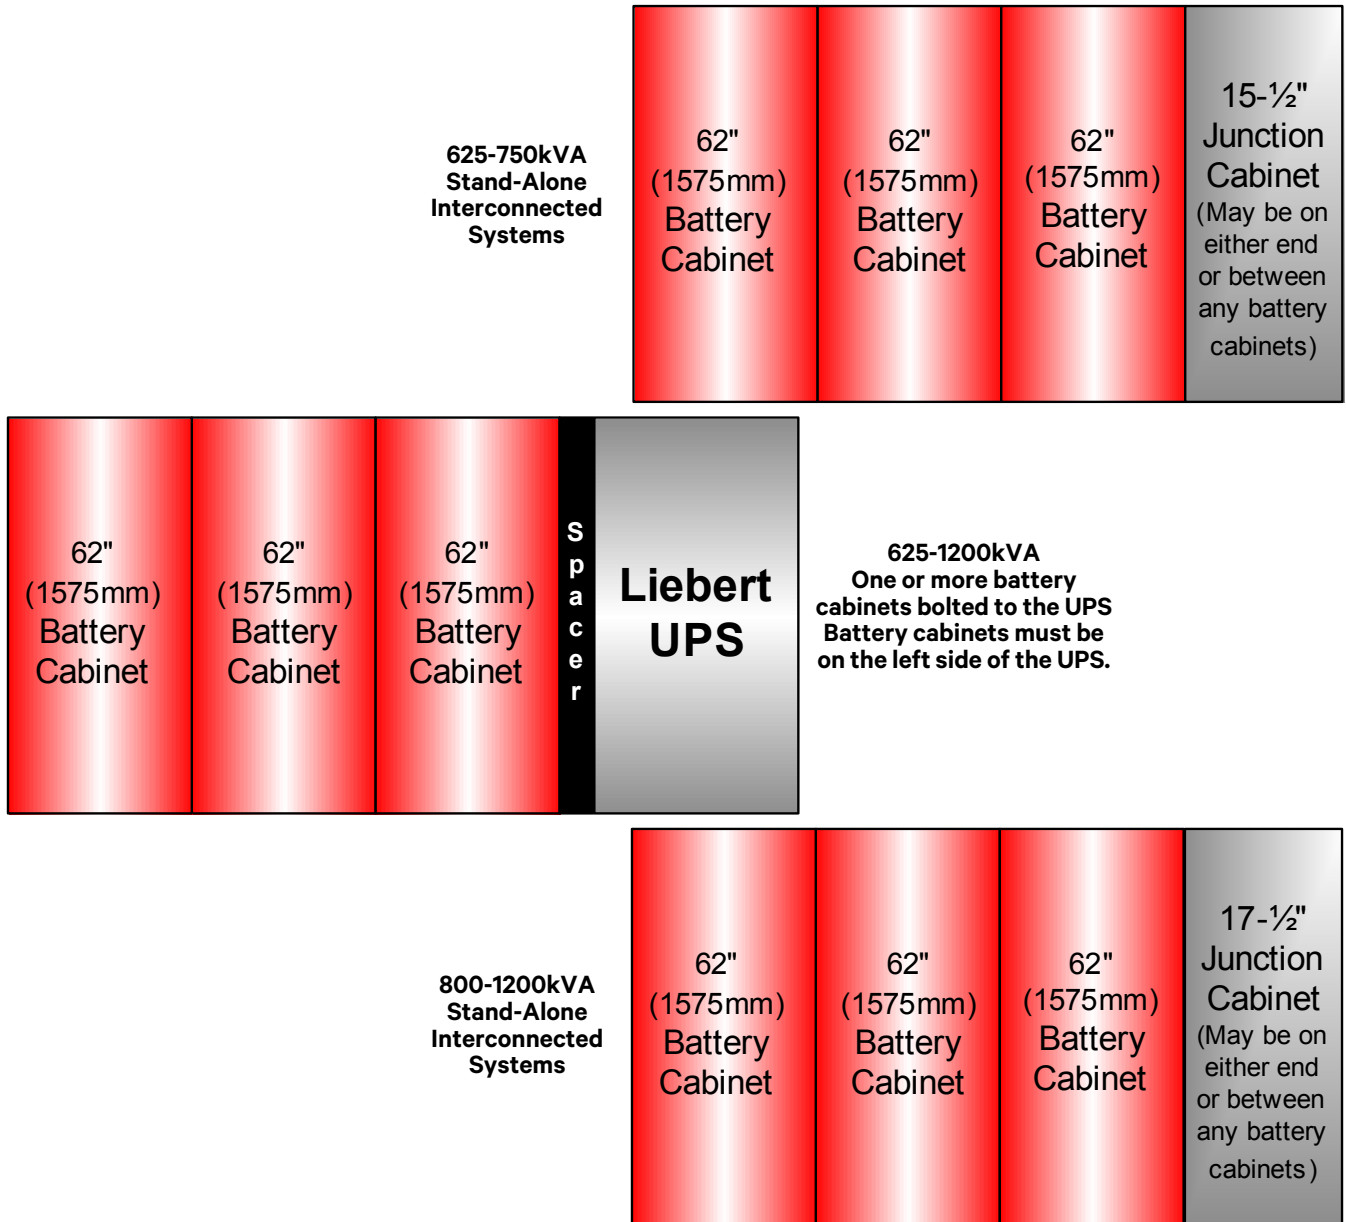 625-750kVA
Stand-Alone
Interconnected
Systems
62"
(1575mm)
Battery
Cabinet
62"
(1575mm)
Battery
Cabinet
62"
(1575mm)
Battery
Cabinet
15-½"
Junction
Cabinet
(May be on
either end
or between
any battery
cabinets)
62"
(1575mm)
Battery
Cabinet
62"
(1575mm)
Battery
Cabinet
62"
(1575mm)
Battery
Cabinet
Spacer
Liebert
UPS
625-1200kVA
One or more battery
cabinets bolted to the UPS
Battery cabinets must be
on the left side of the UPS.
800-1200kVA
Stand-Alone
Interconnected
Systems
62"
(1575mm)
Battery
Cabinet
62"
(1575mm)
Battery
Cabinet
62"
(1575mm)
Battery
Cabinet
17-½"
Junction
Cabinet
(May be on
either end
or between
any battery
cabinets)